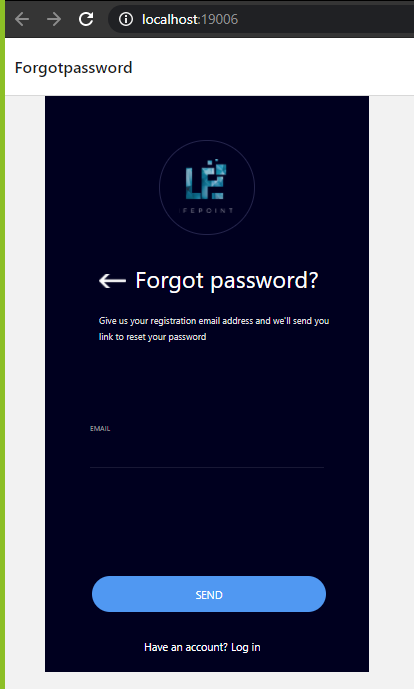 localhost:19006
Forgotpassword
LP
FEPOINT
Forgot password?
Give us your registration email address and we'll send you
link to reset your password
EMAIL
SEND
Have an account? Log in